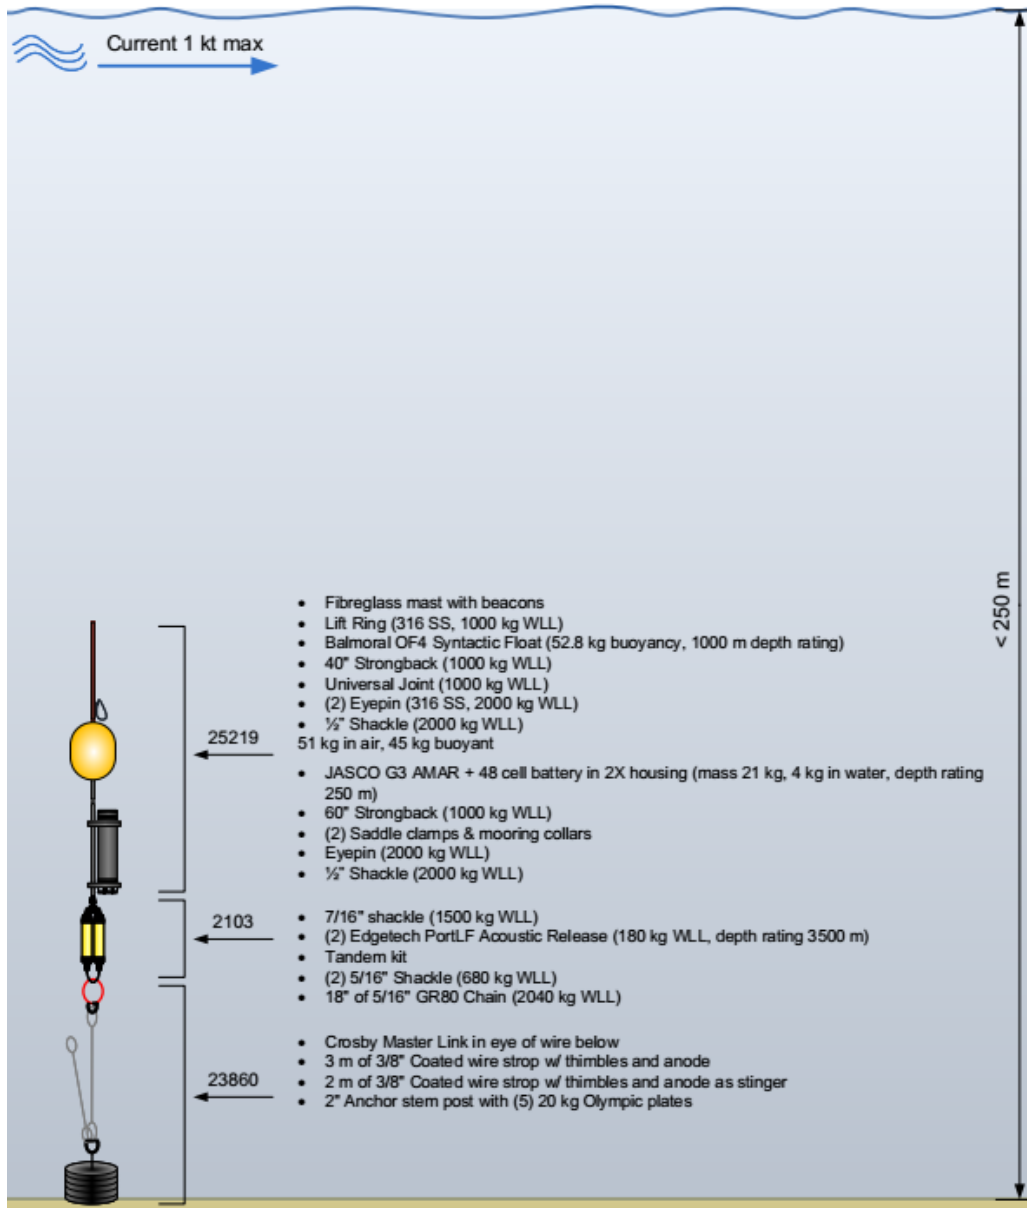 Current 1 kt max
< 250 m
25219
• Fibreglass mast with beacons
• Lift Ring (316 SS, 1000 kg WLL)
• Balmoral OF4 Syntactic Float (52.8 kg buoyancy, 1000 m depth rating)
• 40" Strongback (1000 kg WLL)
• Universal Joint (1000 kg WLL)
• (2) Eyepin (316 SS, 2000 kg WLL)
• ½" Shackle (2000 kg WLL)
51 kg in air, 45 kg buoyant
• JASCO G3 AMAR + 48 cell battery in 2X housing (mass 21 kg, 4 kg in water, depth rating
250 m)
• 60" Strongback (1000 kg WLL)
• (2) Saddle clamps & mooring collars
• Eyepin (2000 kg WLL)
• ½" Shackle (2000 kg WLL)
2103
• 7/16" shackle (1500 kg WLL)
• (2) Edgetech PortLF Acoustic Release (180 kg WLL, depth rating 3500 m)
• Tandem kit
• (2) 5/16" Shackle (680 kg WLL)
• 18" of 5/16" GR80 Chain (2040 kg WLL)
23860
• Crosby Master Link in eye of wire below
• 3 m of 3/8" Coated wire strop w/ thimbles and anode
• 2 m of 3/8" Coated wire strop w/ thimbles and anode as stinger
• 2" Anchor stem post with (5) 20 kg Olympic plates